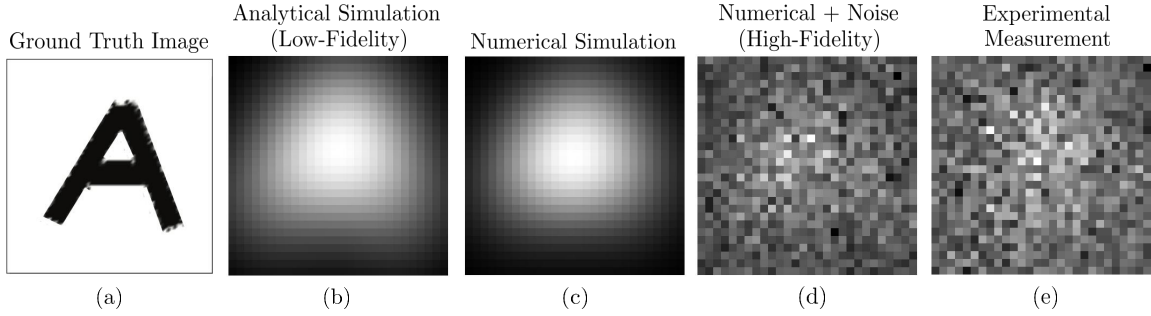 Ground Truth Image
Analytical Simulation
(Low-Fidelity)
Numerical Simulation
Numerical + Noise
(High-Fidelity)
Experimental
Measurement
A
(a)
(b)
(c)
(d)
(e)